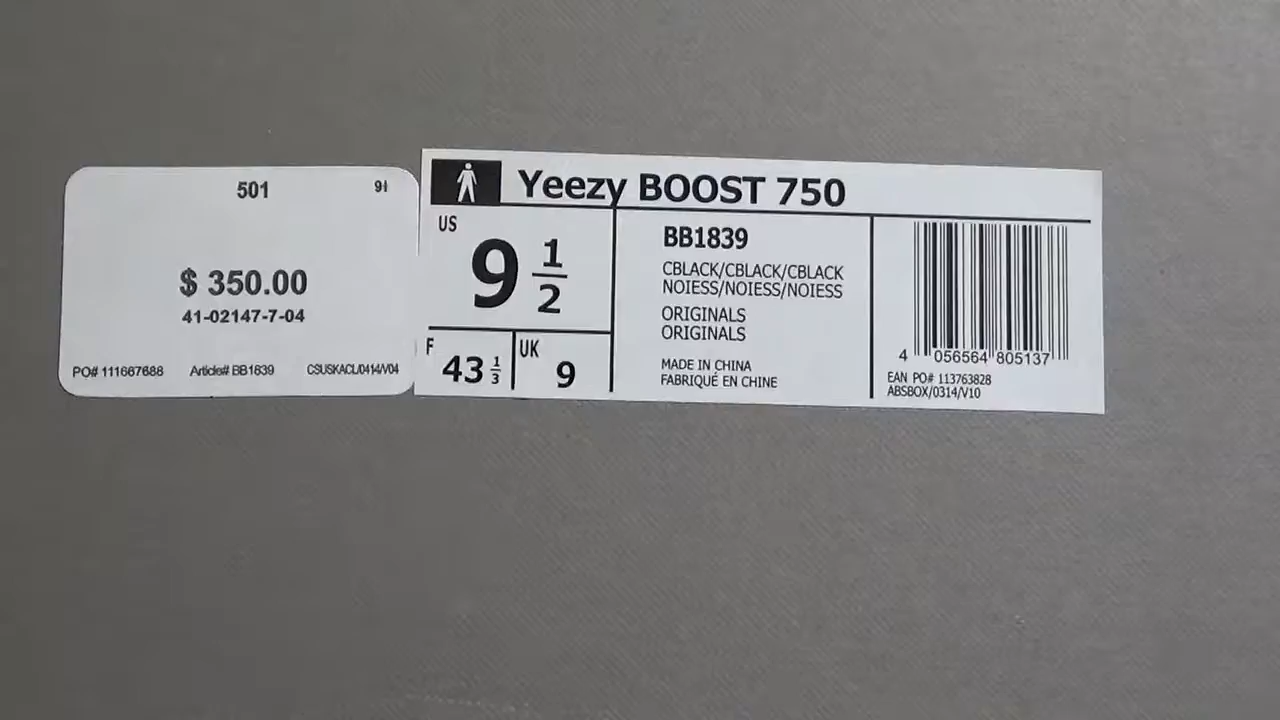 501 9½
$ 350.00
41-02147-7-04
PO# 111667688 Article# BB1839 CSUSKACL/0414/V04
Yeezy BOOST 750
US
9 1/2
F
43 1/3
UK
9
BB1839
CBLACK/CBLACK/CBLACK
NOIESS/NOIESS/NOIESS
ORIGINALS
ORIGINALS
MADE IN CHINA
FABRIQUÉ EN CHINE
4 056564 805137
EAN PO# 113763828
ABSBOX/0314/V10